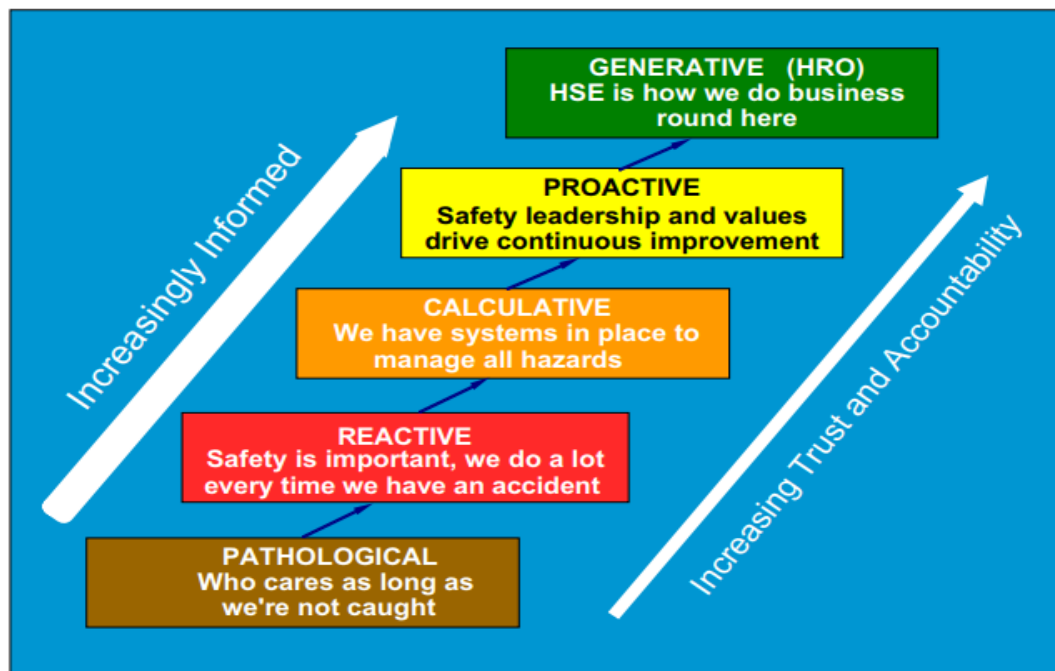 GENERATIVE (HRO)
HSE is how we do business
round here
PROACTIVE
Safety leadership and values
drive continuous improvement
CALCULATIVE
We have systems in place to
manage all hazards
REACTIVE
Safety is important, we do a lot
every time we have an accident
PATHOLOGICAL
Who cares as long as
we're not caught
Increasingly Informed
Increasing Trust and Accountability